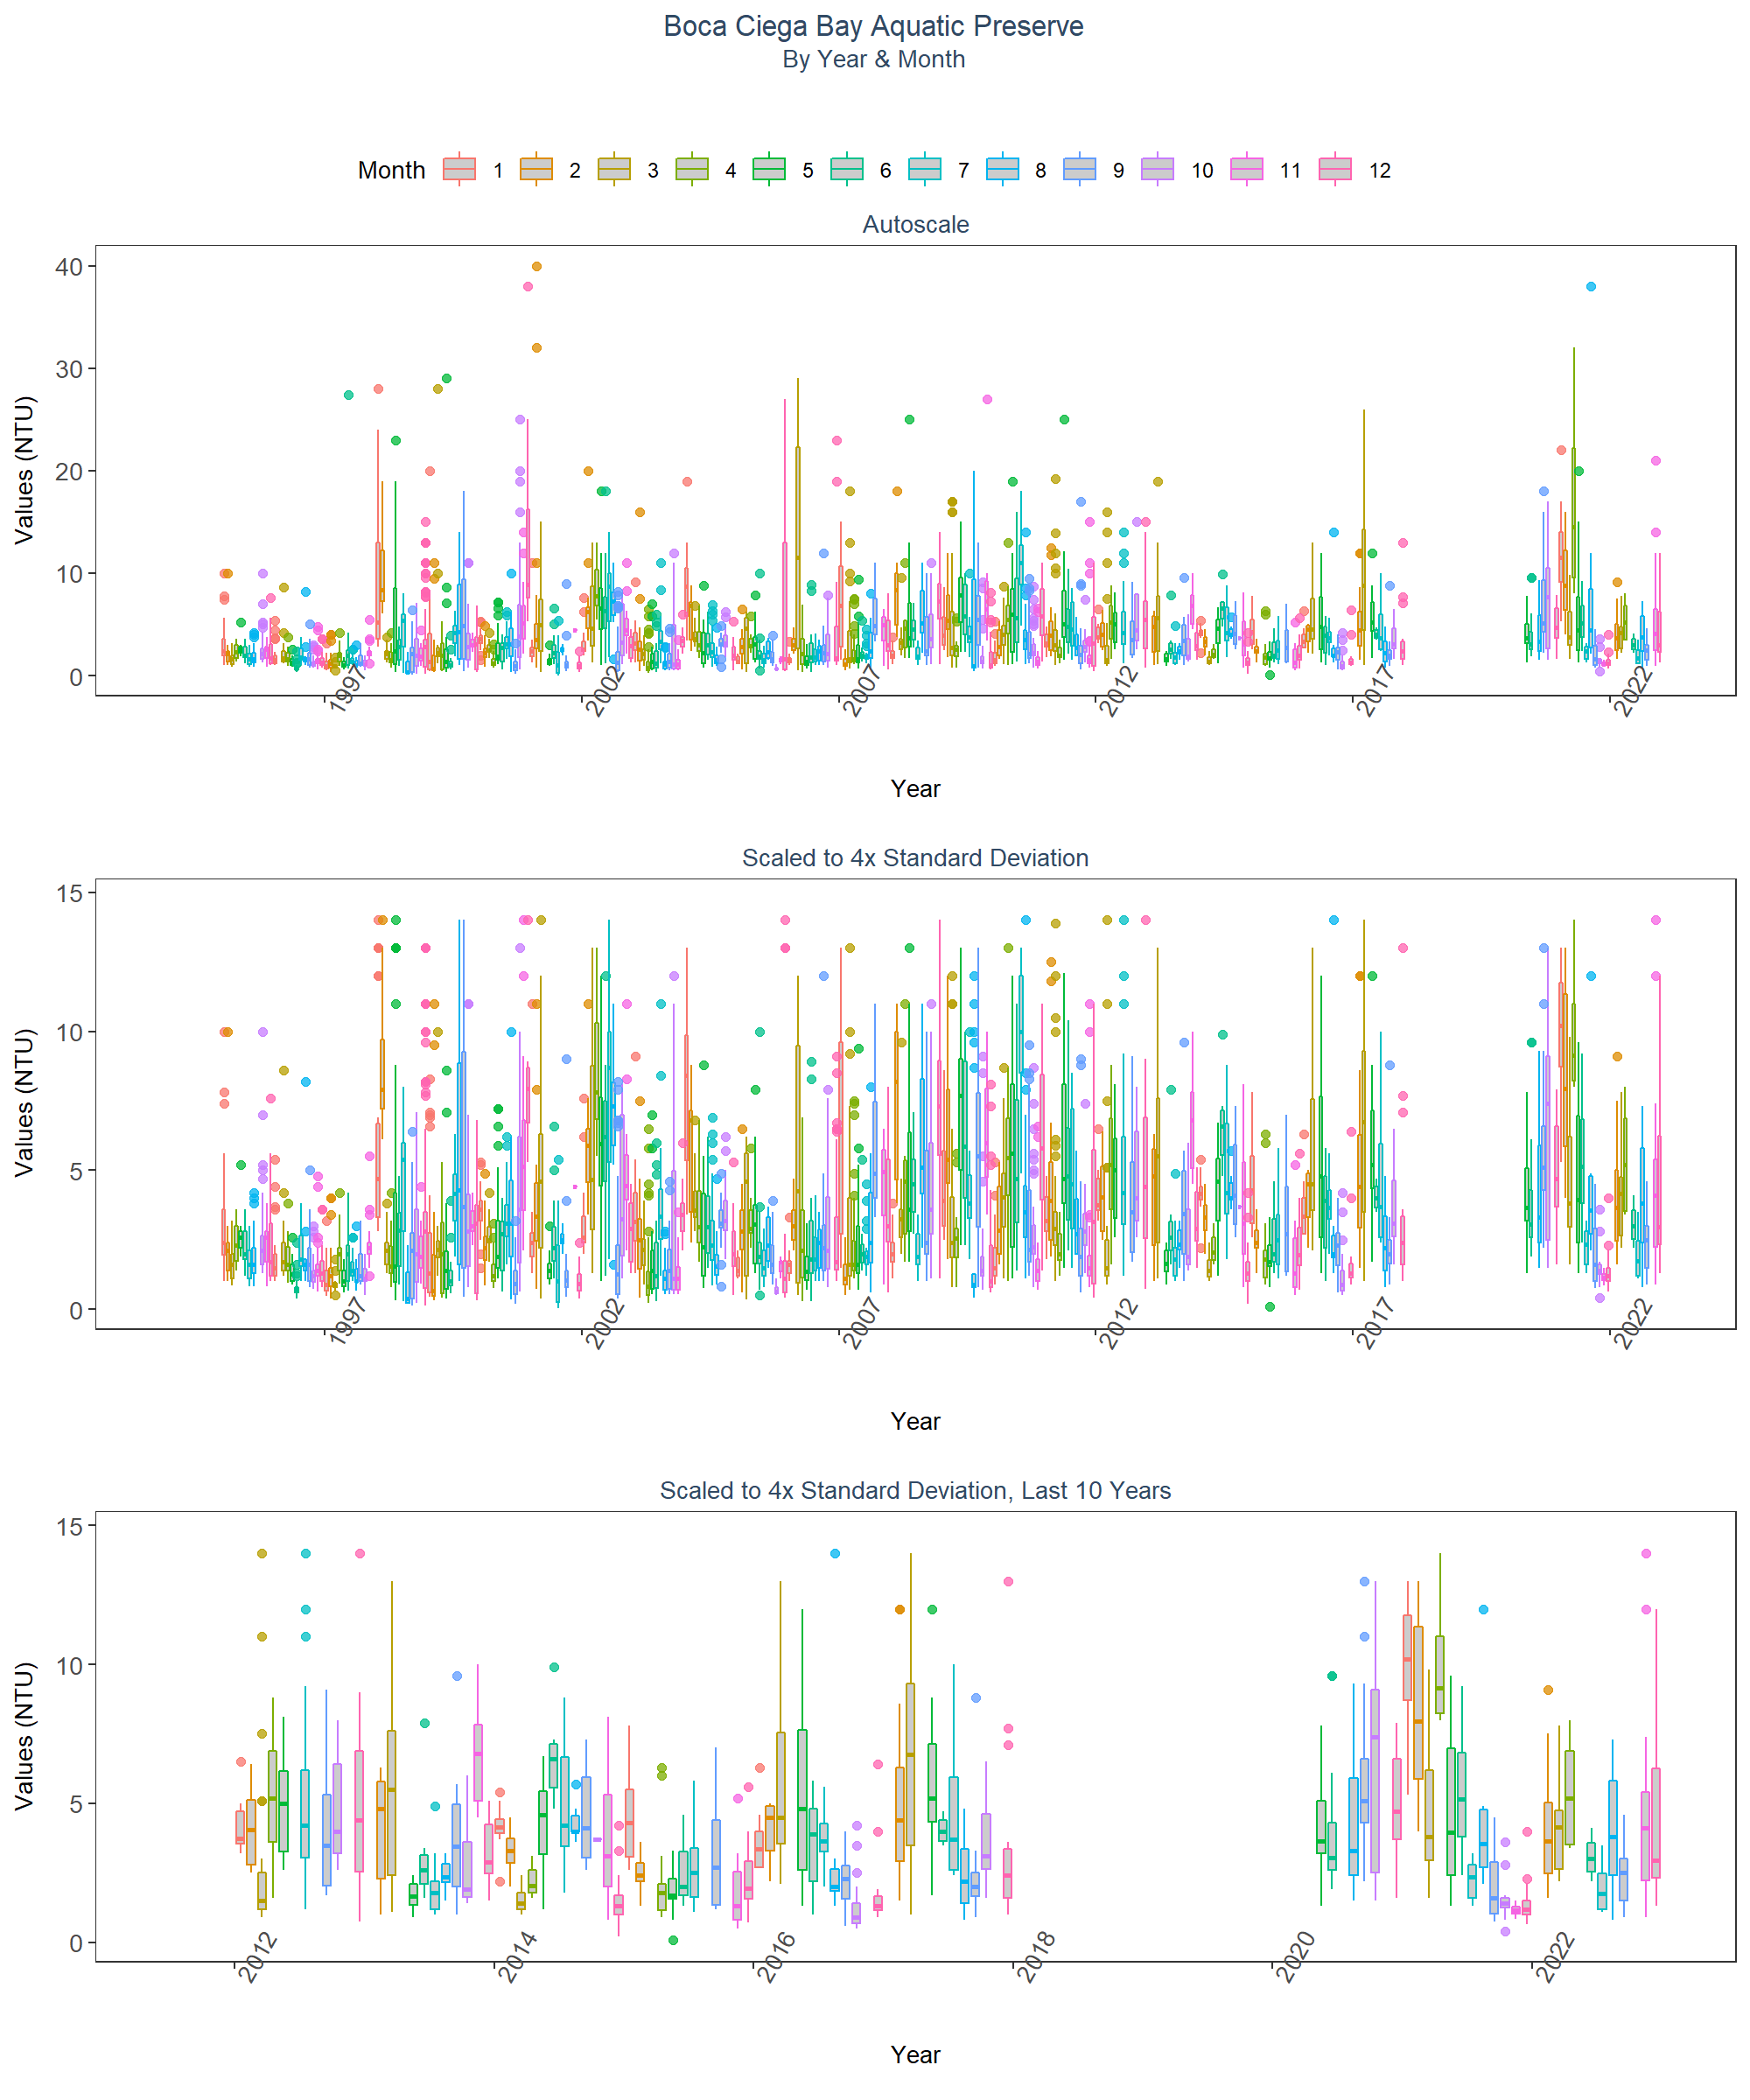 Boca Ciega Bay Aquatic Preserve
By Year & Month
Month 1 2 3 4 5 6 7 8 9 10 11 12
Autoscale
Values (NTU)
40
30
20
10
0
1997 2002 2007 2012 2017 2022
Year
Scaled to 4x Standard Deviation
Values (NTU)
15
10
5
0
1997 2002 2007 2012 2017 2022
Year
Scaled to 4x Standard Deviation, Last 10 Years
Values (NTU)
15
10
5
0
2012 2014 2016 2018 2020 2022
Year